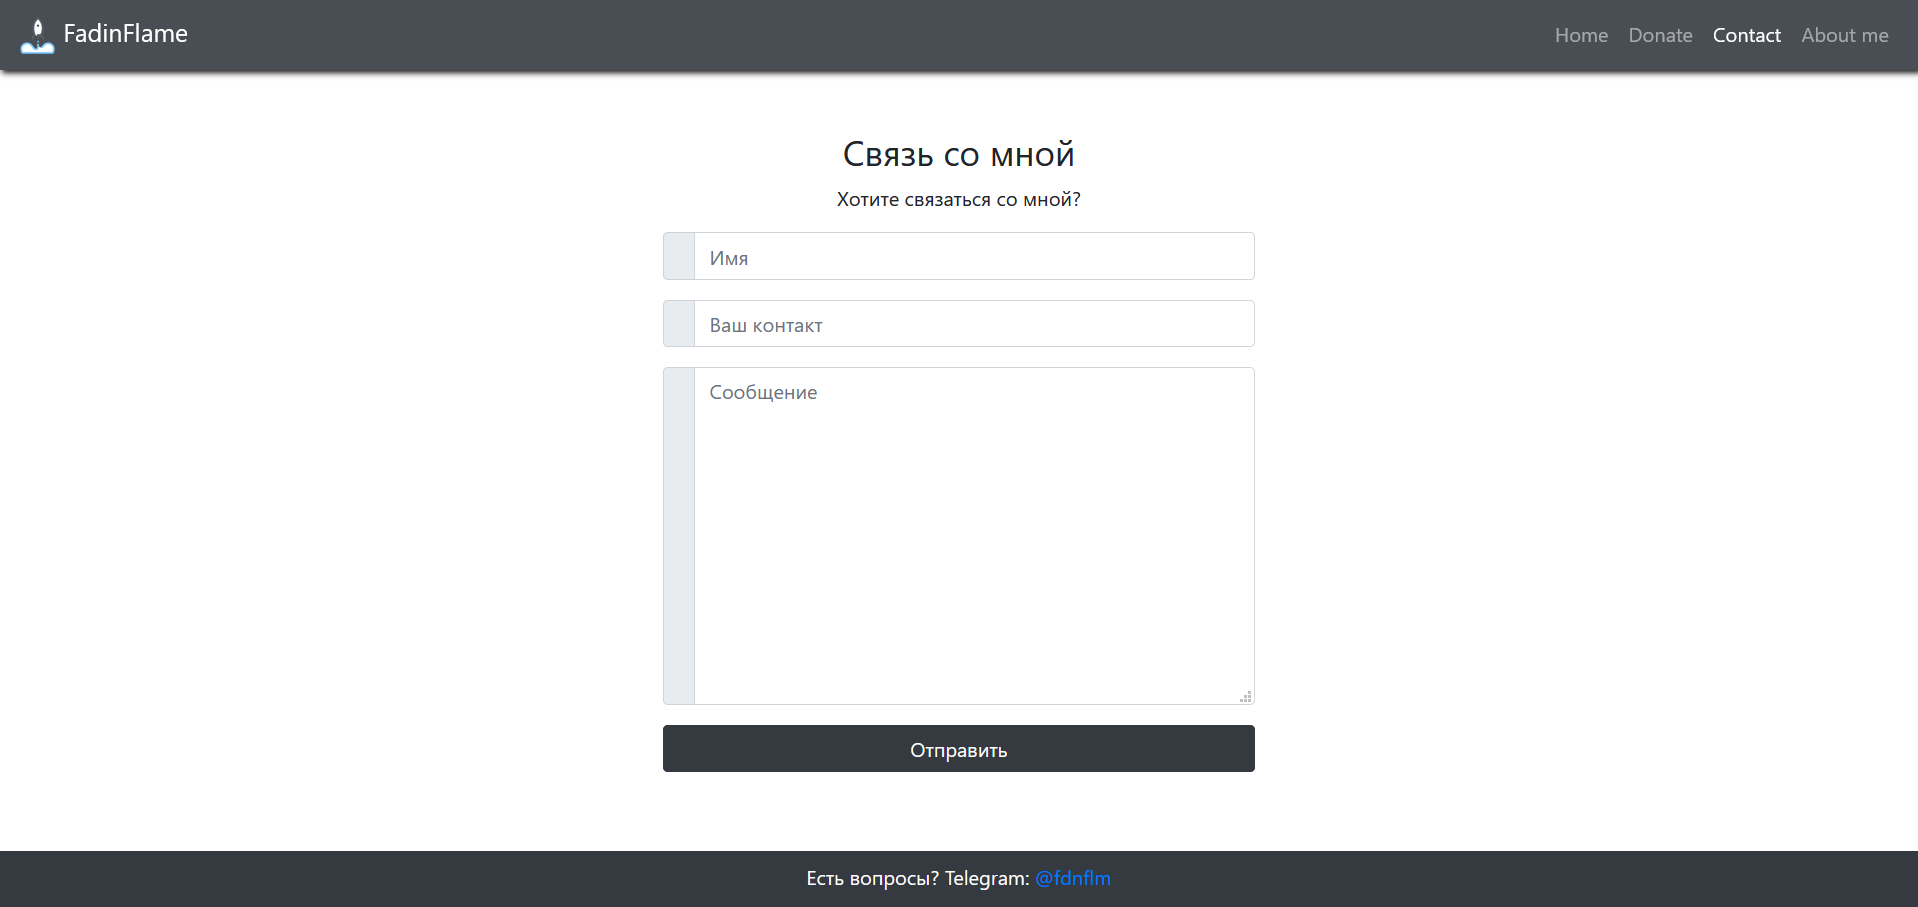 FadinFlame
Home Donate Contact About me
Связь со мной
Хотите связаться со мной?
Имя
Ваш контакт
Сообщение
Отправить
Есть вопросы? Telegram: @fdnflm